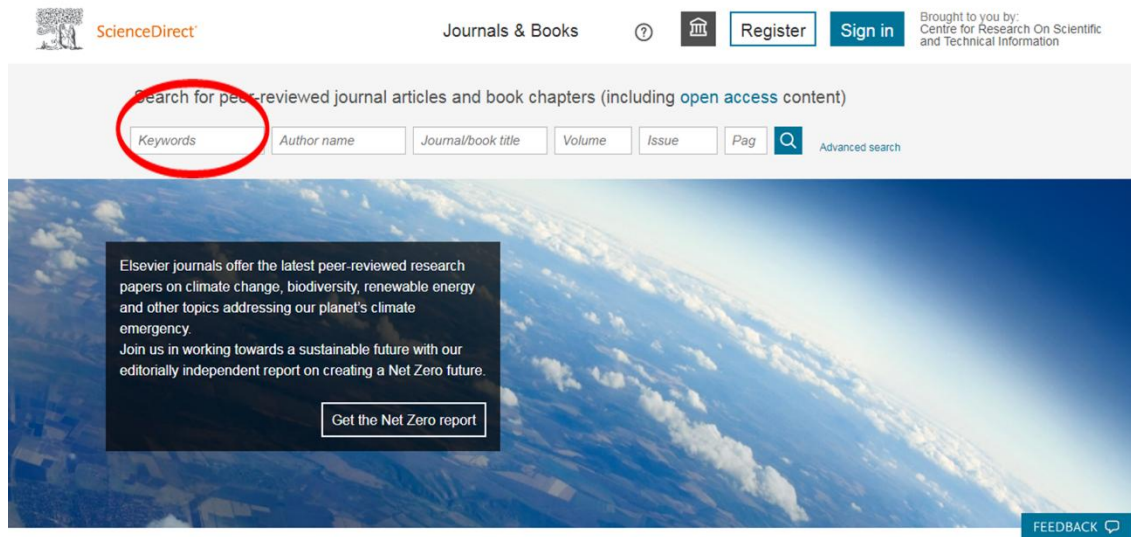 ScienceDirect
Journals & Books
?
Register
Sign in
Brought to you by:
Centre for Research On Scientific
and Technical Information
Search for peer-reviewed journal articles and book chapters (including open access content)
Keywords
Author name
Journal/book title
Volume
Issue
Pag
Advanced search
Elsevier journals offer the latest peer-reviewed research
papers on climate change, biodiversity, renewable energy
and other topics addressing our planet's climate
emergency.
Join us in working towards a sustainable future with our
editorially independent report on creating a Net Zero future.
Get the Net Zero report
FEEDBACK